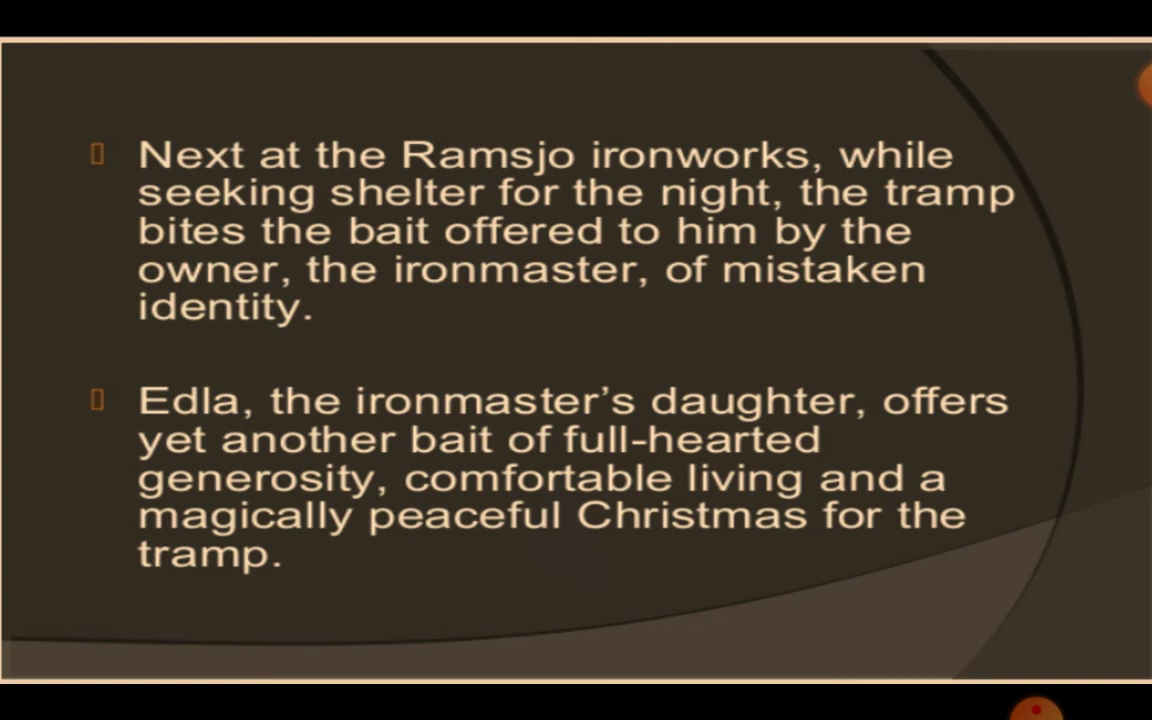 Next at the Ramsjo ironworks, while
seeking shelter for the night, the tramp
bites the bait offered to him by the
owner, the ironmaster, of mistaken
identity.
Edla, the ironmaster’s daughter, offers
yet another bait of full-hearted
generosity, comfortable living and a
magically peaceful Christmas for the
tramp.